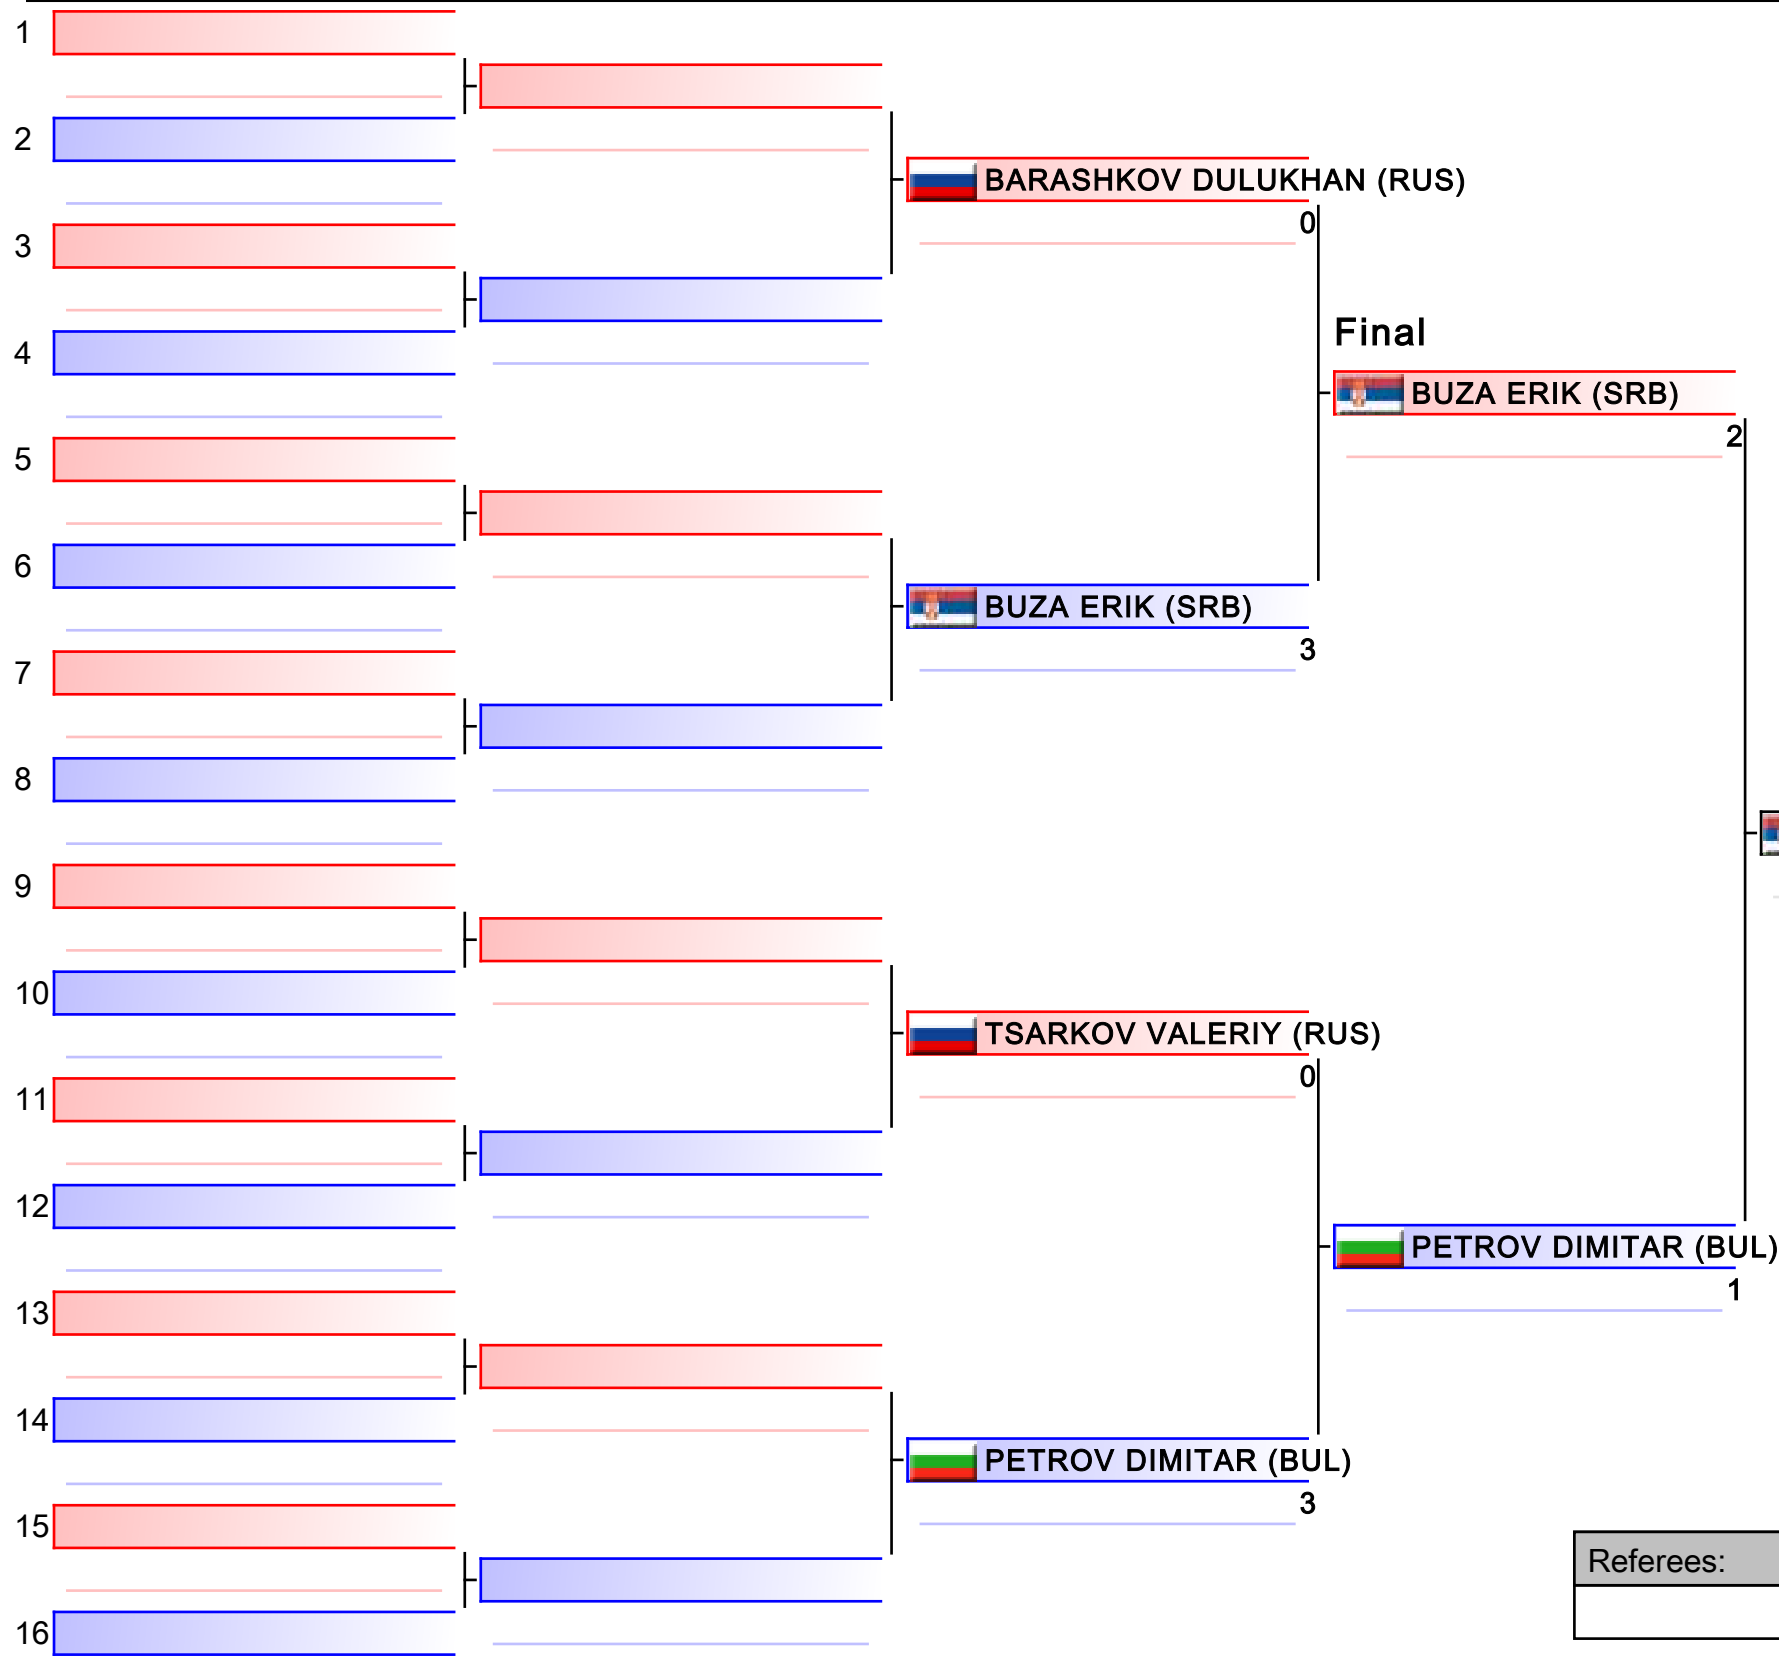 1
2
BARASHKOV DULUKHAN (RUS)
0
3
Final
4
BUZA ERIK (SRB)
2
5
6
BUZA ERIK (SRB)
3
7
8
9
10
TSARKOV VALERIY (RUS)
0
11
12
PETROV DIMITAR (BUL)
1
13
14
PETROV DIMITAR (BUL)
3
15
Referees:
16